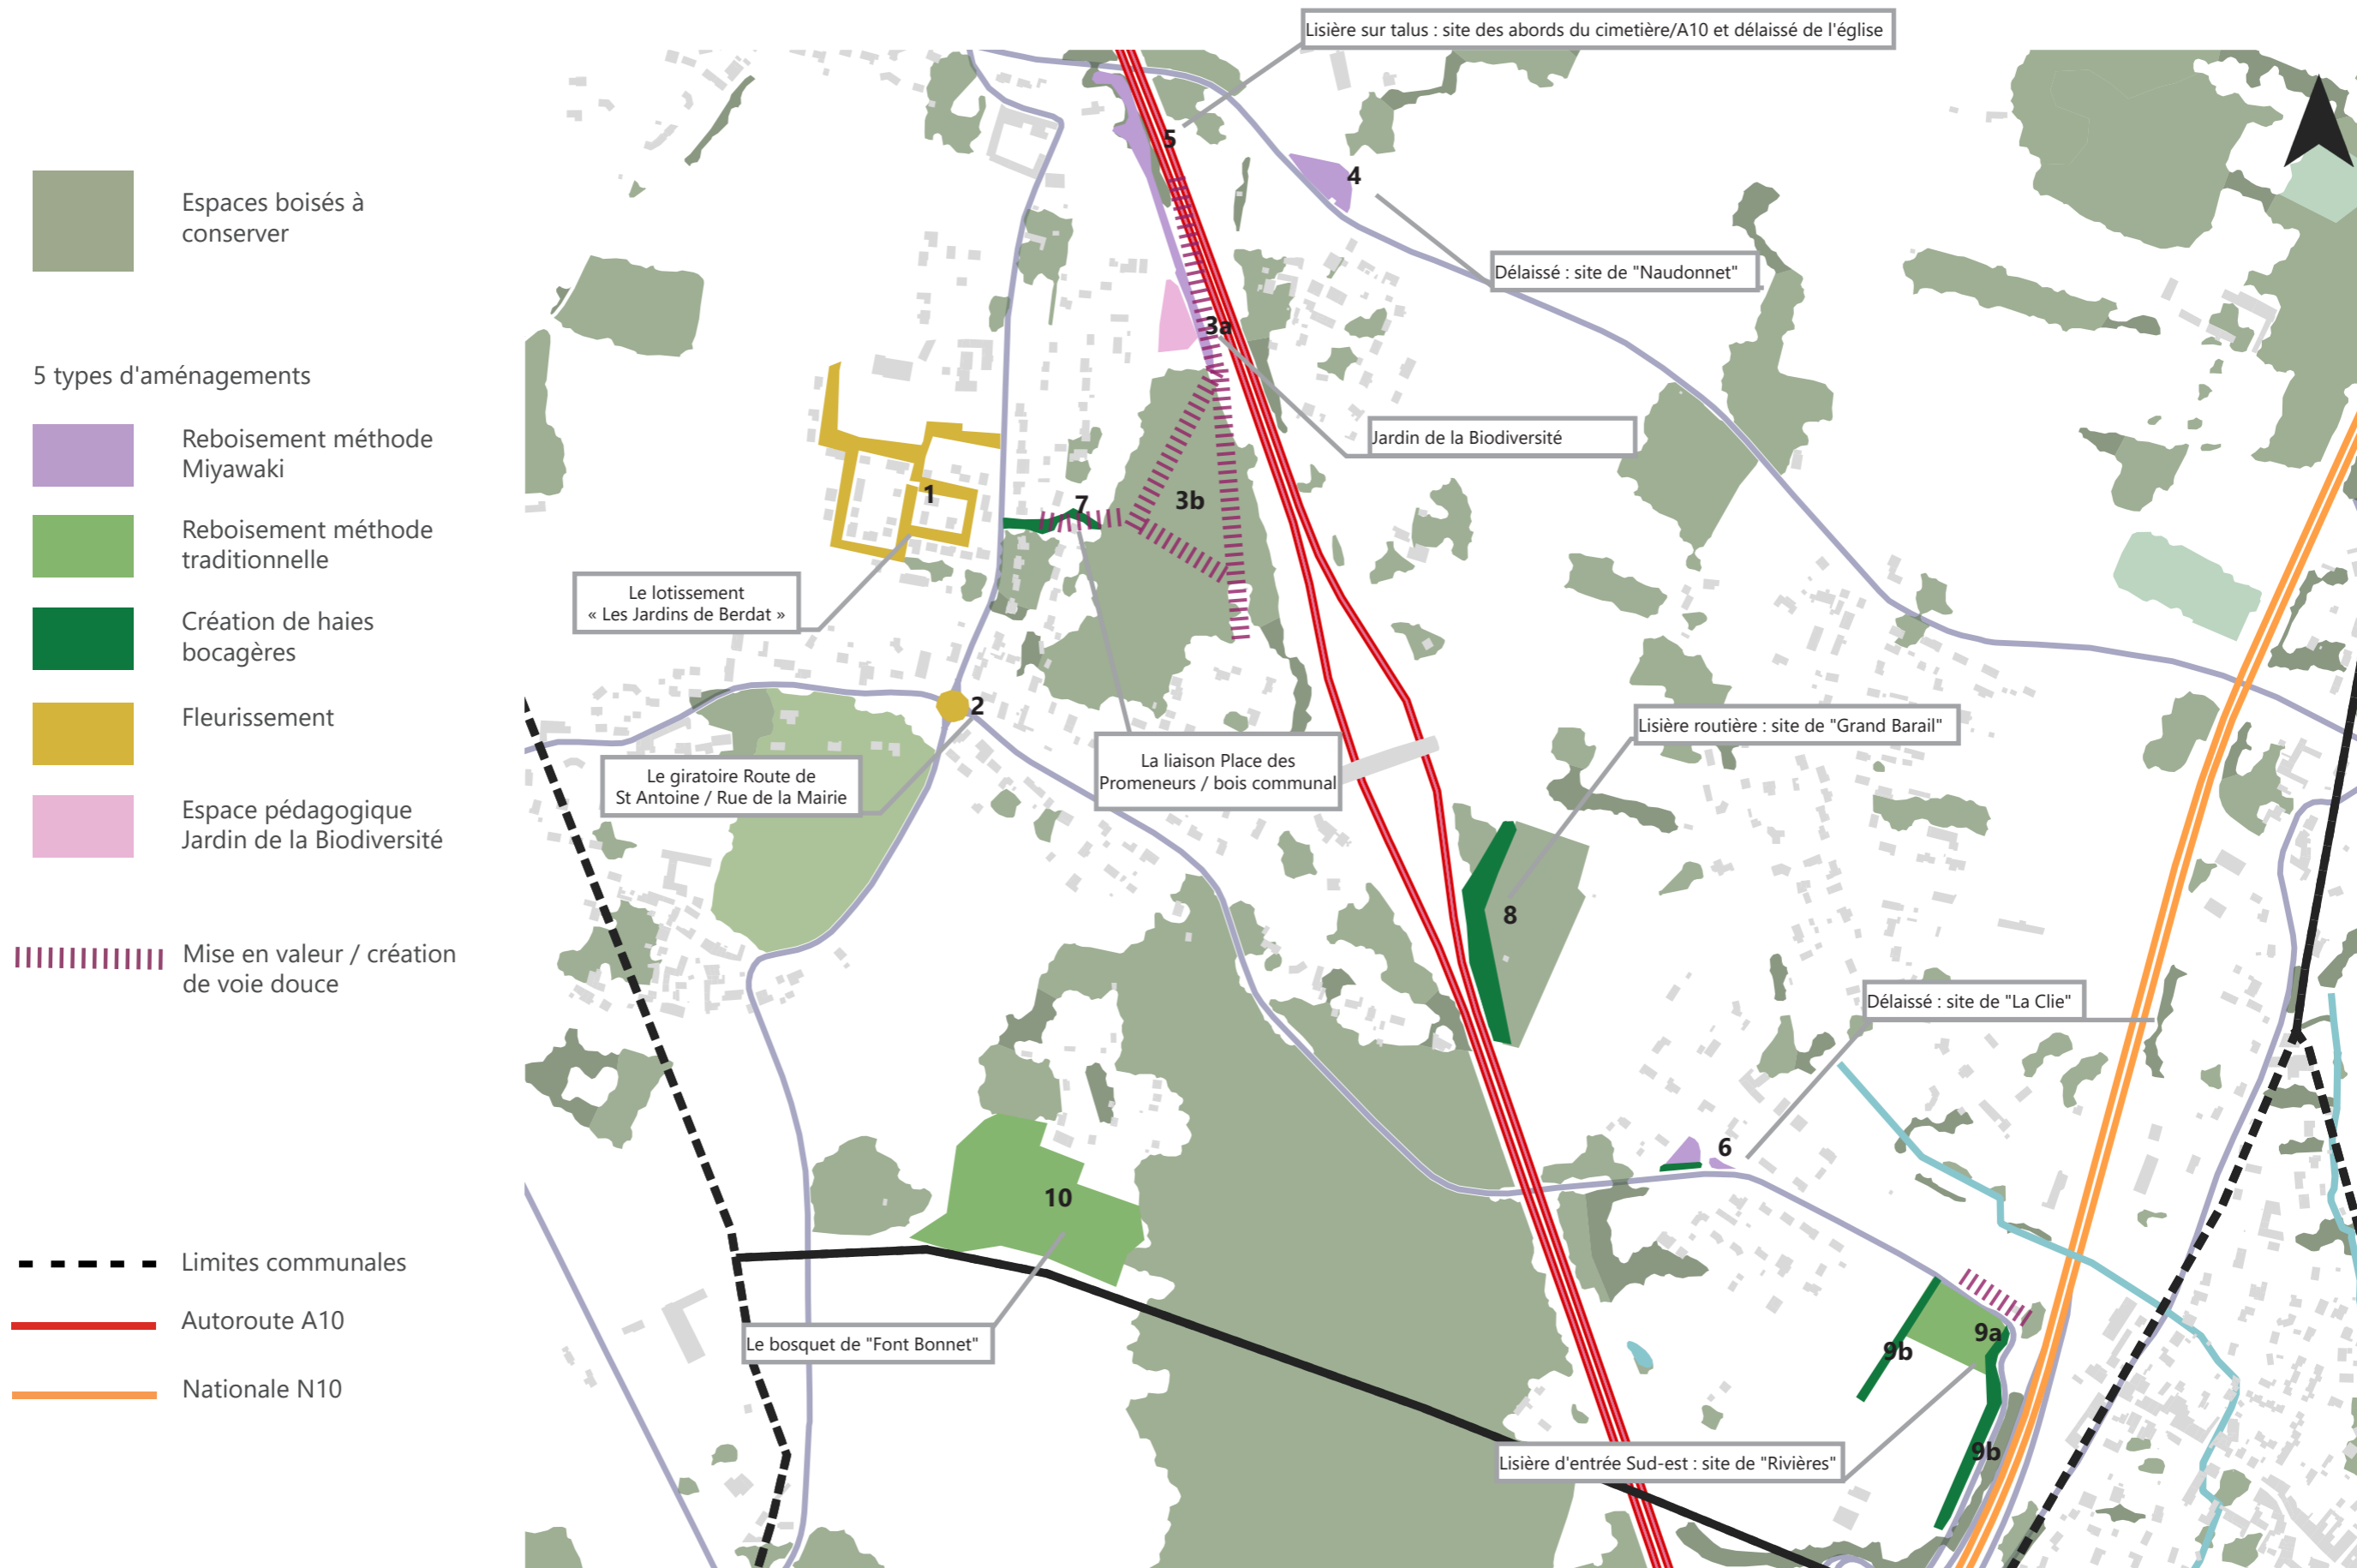 Espaces boisés à
conserver
5 types d'aménagements
Reboisement méthode
Miyawaki
Reboisement méthode
traditionnelle
Création de haies
bocagères
Fleurissement
Espace pédagogique
Jardin de la Biodiversité
Mise en valeur / création
de voie douce
Limites communales
Autoroute A10
Nationale N10
Lisière sur talus : site des abords du cimetière/A10 et délaissé de l'église
5
4
Délaissé : site de "Naudonnet"
3a
Jardin de la Biodiversité
1
7
3b
Le lotissement
« Les Jardins de Berdat »
2
Le giratoire Route de
St Antoine / Rue de la Mairie
La liaison Place des
Promeneurs / bois communal
Lisière routière : site de "Grand Barail"
8
Délaissé : site de "La Clie"
6
10
Le bosquet de "Font Bonnet"
9a
9b
9b
Lisière d'entrée Sud-est : site de "Rivières"